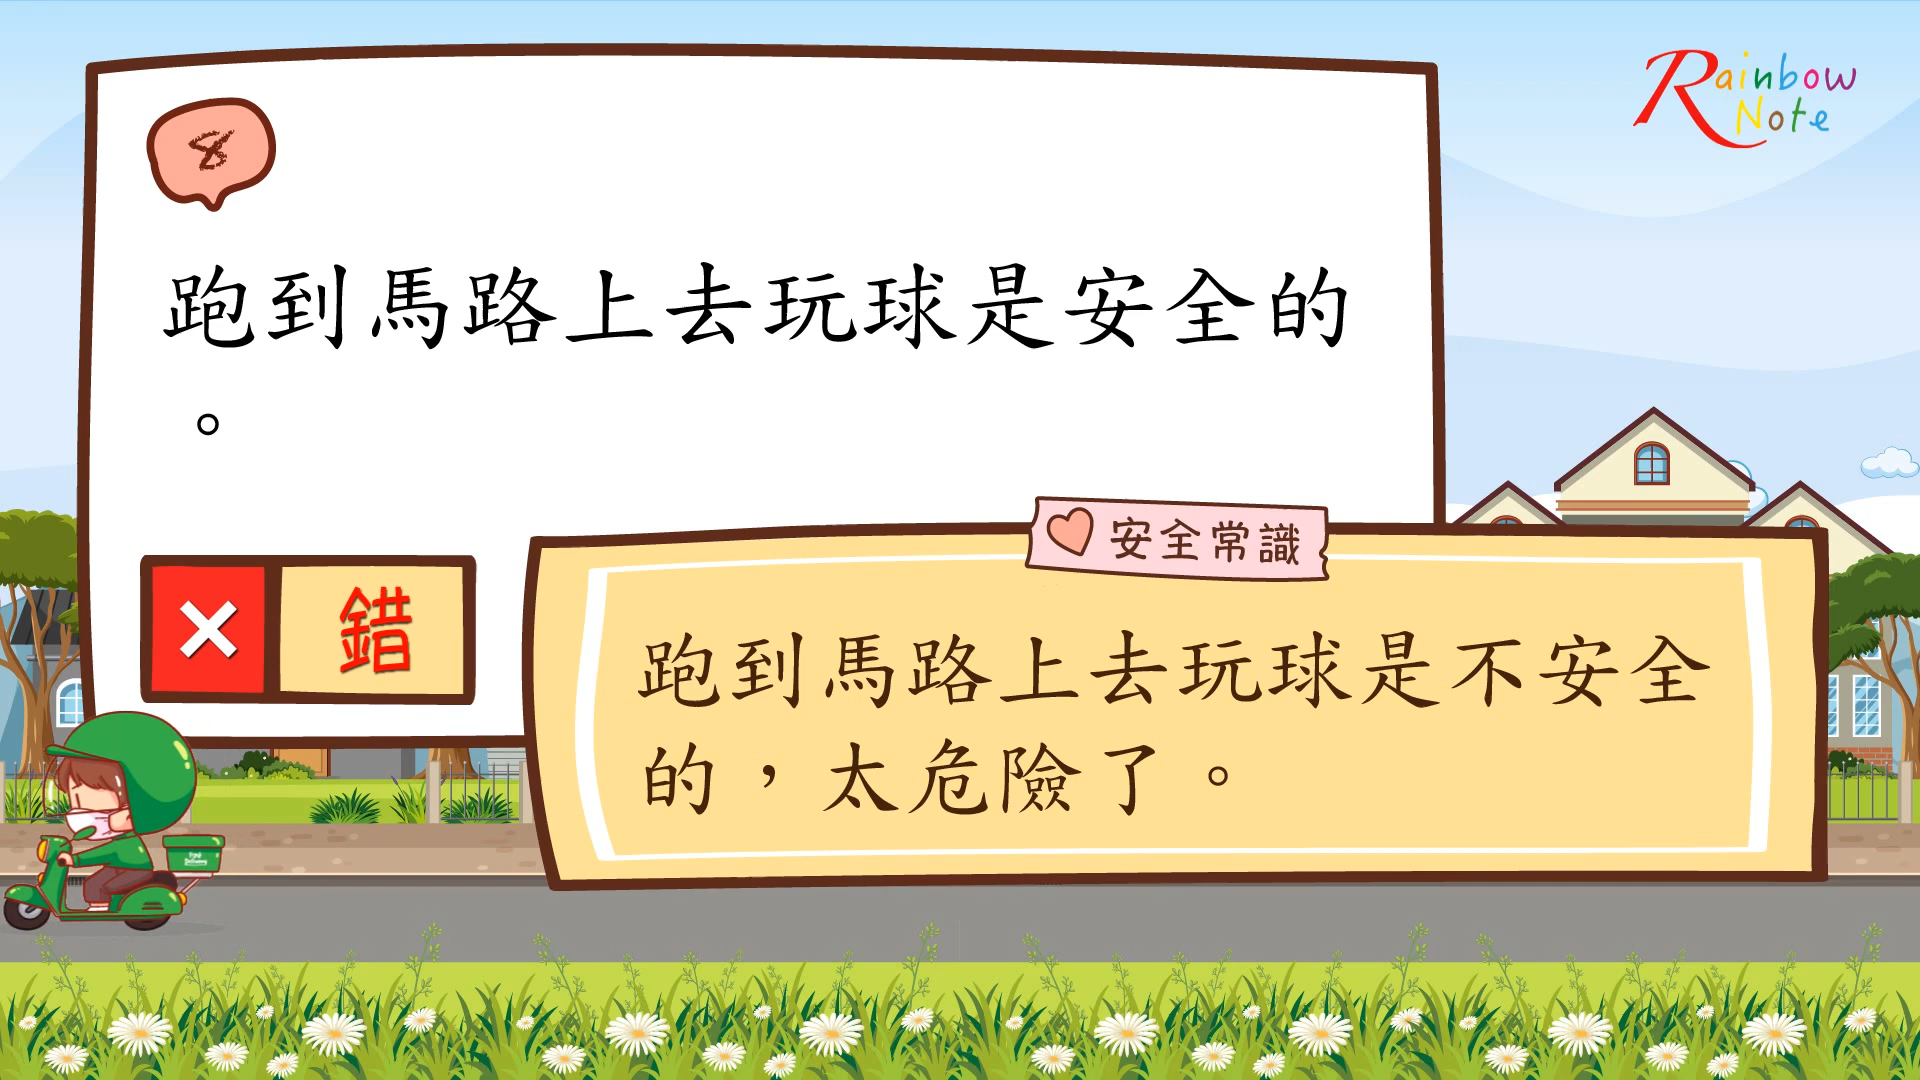 Rainbow
Note
8
跑到馬路上去玩球是安全的
。
錯
安全常識
跑到馬路上去玩球是不安全
的，太危險了。